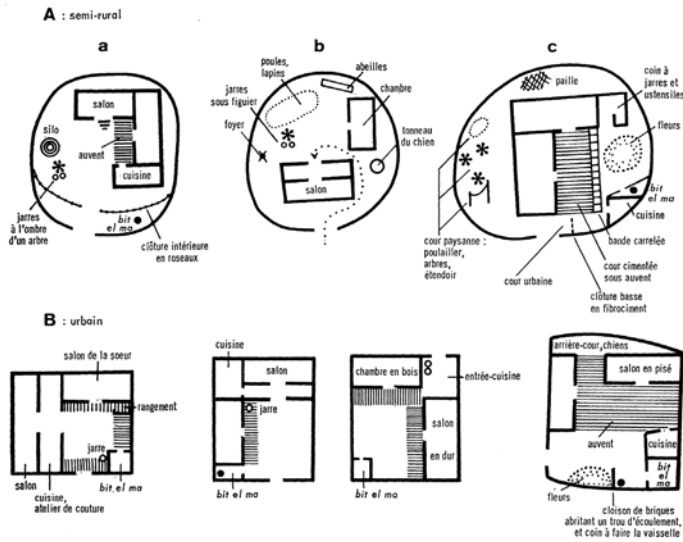 A : semi-rural
a
salon
silo
auvent
cuisine
jarres
à l'ombre
d'un arbre
bit
el ma
clôture intérieure
en roseaux
b
poules,
lapins
abeilles
jarres
sous figuier
chambre
foyer
tonneau
du chien
salon
c
paille
coin à
jarres et
ustensiles
fleurs
bit
el ma
cuisine
bande carrelée
cour paysanne :
poulailler,
arbres,
étendoir
cour urbaine
cour cimentée
sous auvent
clôture basse
en fibrociment
B : urbain
salon de la soeur
rangement
jarre
salon
cuisine,
atelier de couture
bit el ma
cuisine
salon
jarre
bit el ma
chambre en bois
entrée-cuisine
salon
en dur
bit el ma
arrière-cour, chiens
salon en pisé
auvent
cuisine
bit
el ma
fleurs
cloison de briques
abritant un trou d'écoulement,
et coin à faire la vaisselle